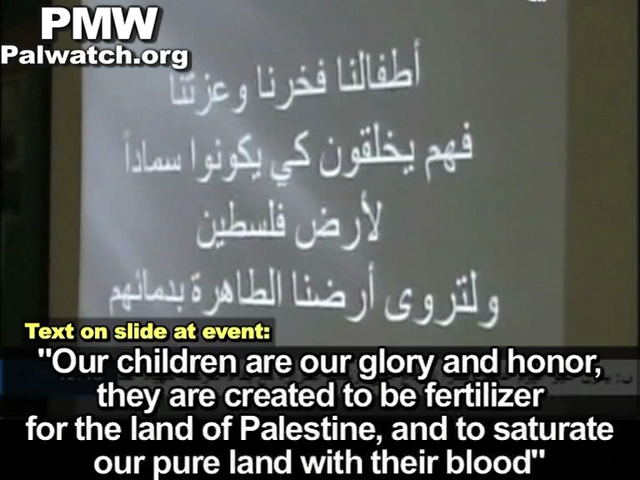 PMW
Palwatch.org
أطفالنا فخرنا وعزتنا
فهم يخلقون كي يكونوا سماداً
لأرض فلسطين
ولتروى أرضنا الطاهرة بدمائهم
Text on slide at event:
"Our children are our glory and honor,
they are created to be fertilizer
for the land of Palestine, and to saturate
our pure land with their blood"